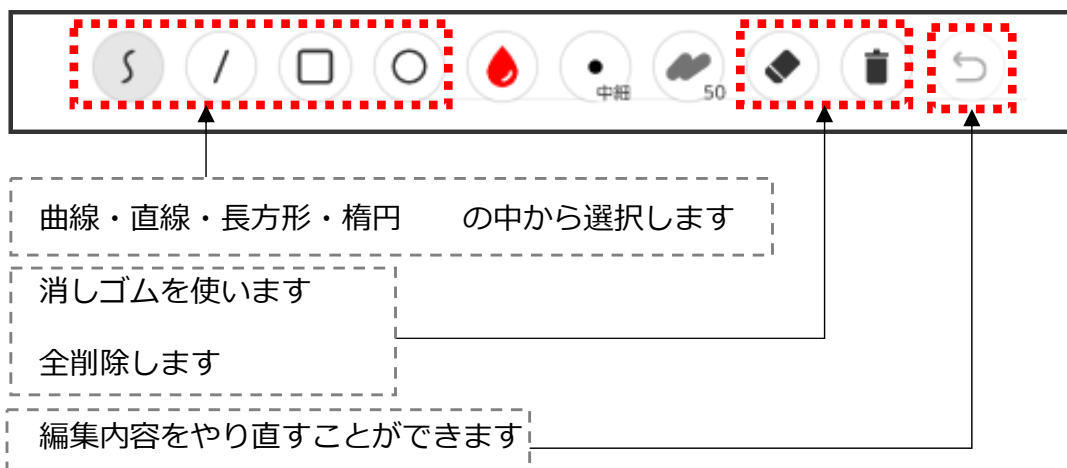 中細
50
曲線・直線・長方形・楕円　　の中から選択します
消しゴムを使います
全削除します
編集内容をやり直すことができます